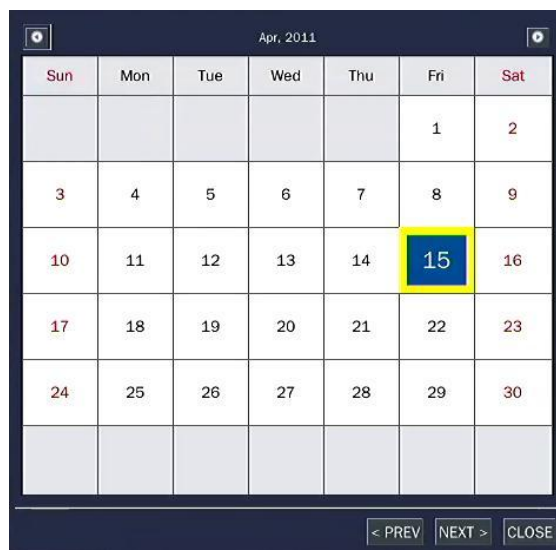 Apr, 2011
Sun Mon Tue Wed Thu Fri Sat
1 2
3 4 5 6 7 8 9
10 11 12 13 14 15 16
17 18 19 20 21 22 23
24 25 26 27 28 29 30
< PREV NEXT > CLOSE